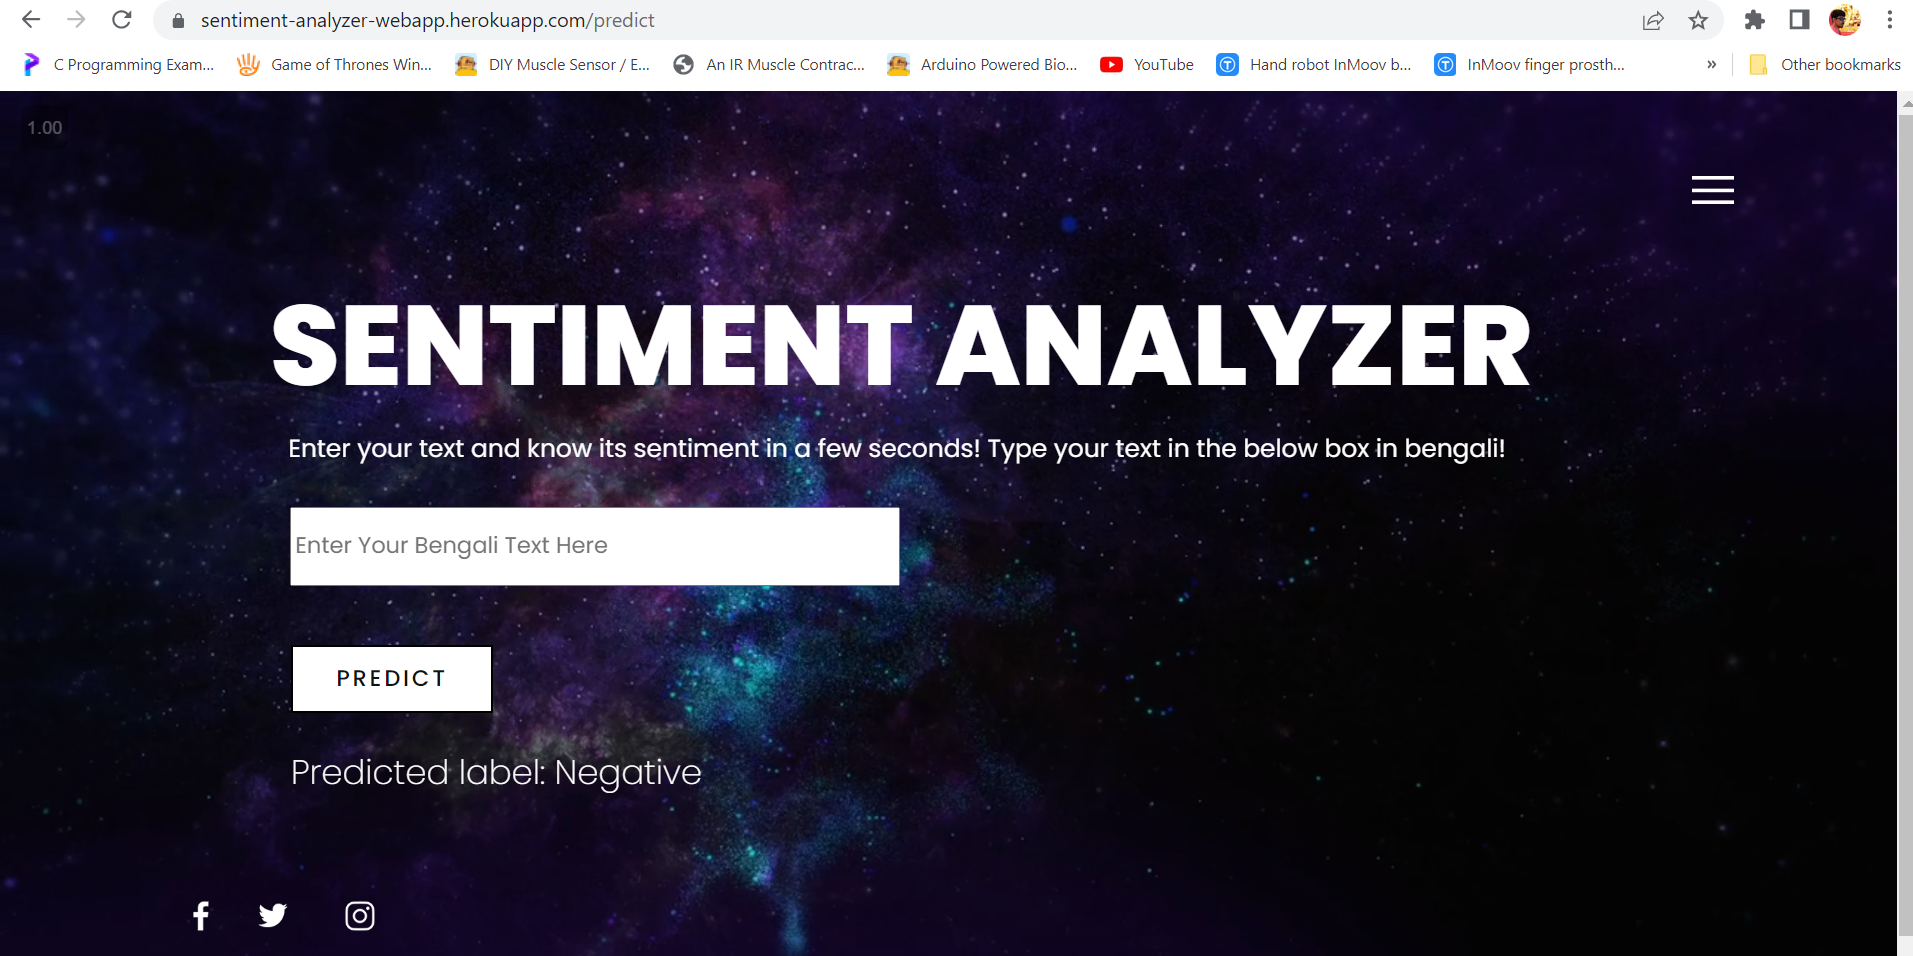 sentiment-analyzer-webapp.herokuapp.com/predict
C Programming Exam... Game of Thrones Win... DIY Muscle Sensor / E... An IR Muscle Contrac... Arduino Powered Bio... YouTube Hand robot InMoov b... InMoov finger prosth... » Other bookmarks
1.00
SENTIMENT ANALYZER
Enter your text and know its sentiment in a few seconds! Type your text in the below box in bengali!
Enter Your Bengali Text Here
PREDICT
Predicted label: Negative